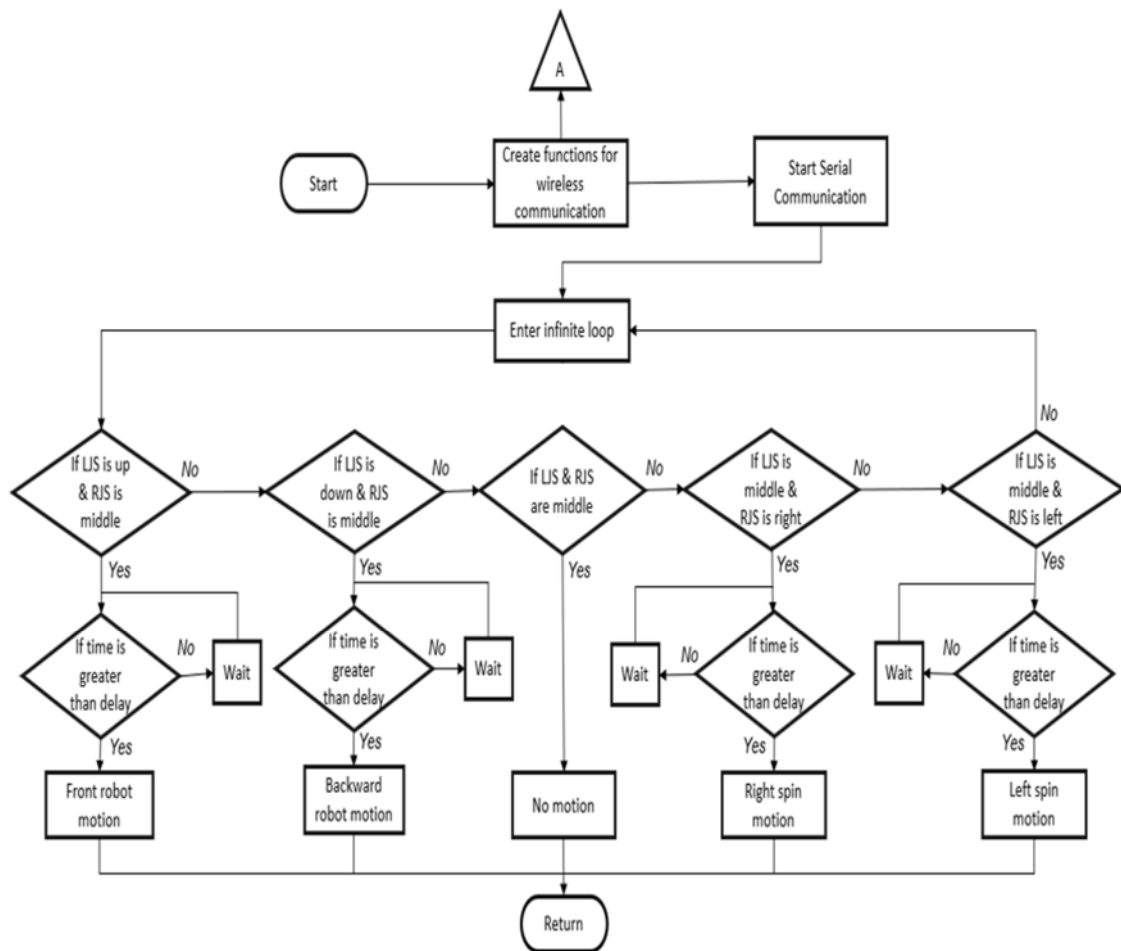 A
Start
Create functions for
wireless
communication
Start Serial
Communication
Enter infinite loop
No
If LJS is up
& RJS is
middle
No
If LJS is
down & RJS
is middle
No
If LJS & RJS
are middle
No
If LJS is
middle &
RJS is right
No
If LJS is
middle &
RJS is left
Yes
Yes
Yes
Yes
Yes
If time is
greater
than delay
No
Wait
If time is
greater
than delay
No
Wait
Wait
No
If time is
greater
than delay
Wait
No
If time is
greater
than delay
Yes
Yes
Yes
Yes
Front robot
motion
Backward
robot motion
No motion
Right spin
motion
Left spin
motion
Return